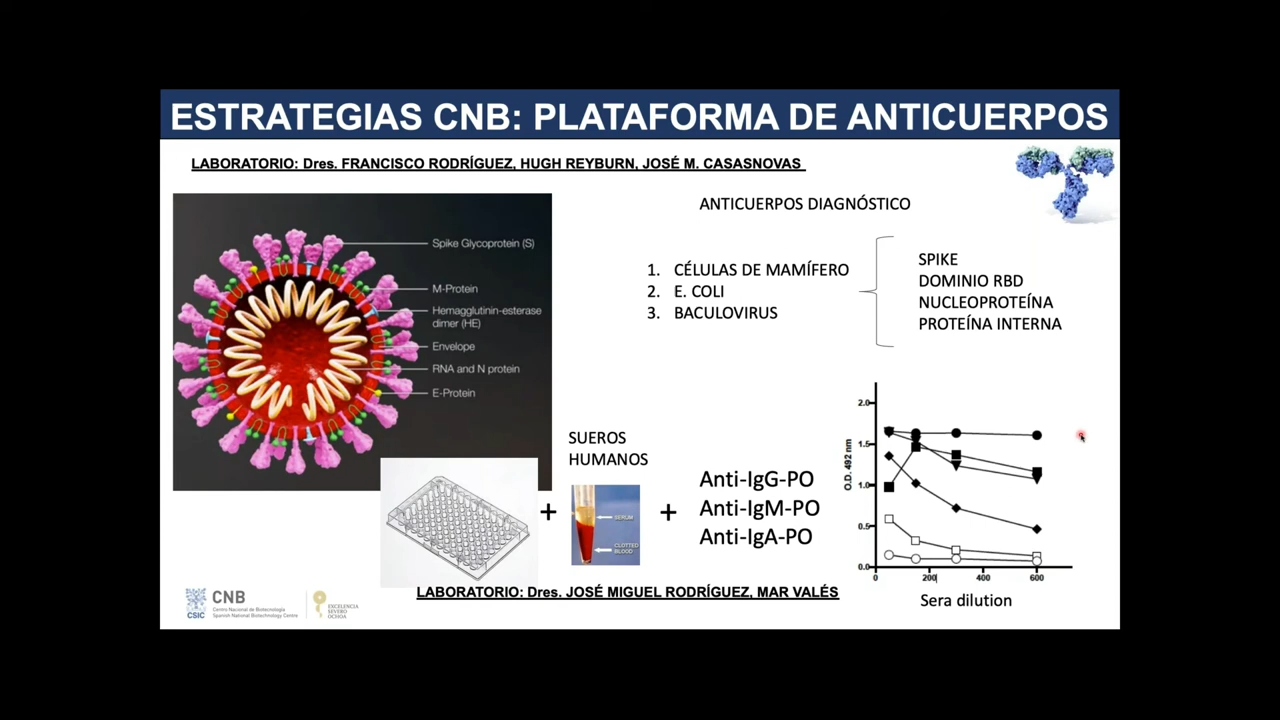 ESTRATEGIAS CNB: PLATAFORMA DE ANTICUERPOS
LABORATORIO: Dres. FRANCISCO RODRÍGUEZ, HUGH REYBURN, JOSÉ M. CASASNOVAS
Spike Glycoprotein (S)
M-Protein
Hemagglutinin-esterase
dimer (HE)
Envelope
RNA and N protein
E-Protein
ANTICUERPOS DIAGNÓSTICO
1. CÉLULAS DE MAMÍFERO
2. E. COLI
3. BACULOVIRUS
SPIKE
DOMINIO RBD
NUCLEOPROTEÍNA
PROTEÍNA INTERNA
SUEROS
HUMANOS
+
SERUM
CLOTTED
BLOOD
+
Anti-IgG-PO
Anti-IgM-PO
Anti-IgA-PO
O.D. 492 nm
2.0
1.5
1.0
0.5
0.0
0 200 400 600
Sera dilution
LABORATORIO: Dres. JOSÉ MIGUEL RODRÍGUEZ, MAR VALÉS
CSIC
CNB
Centro Nacional de Biotecnología
Spanish National Biotechnology Centre
EXCELENCIA
SEVERO
OCHOA